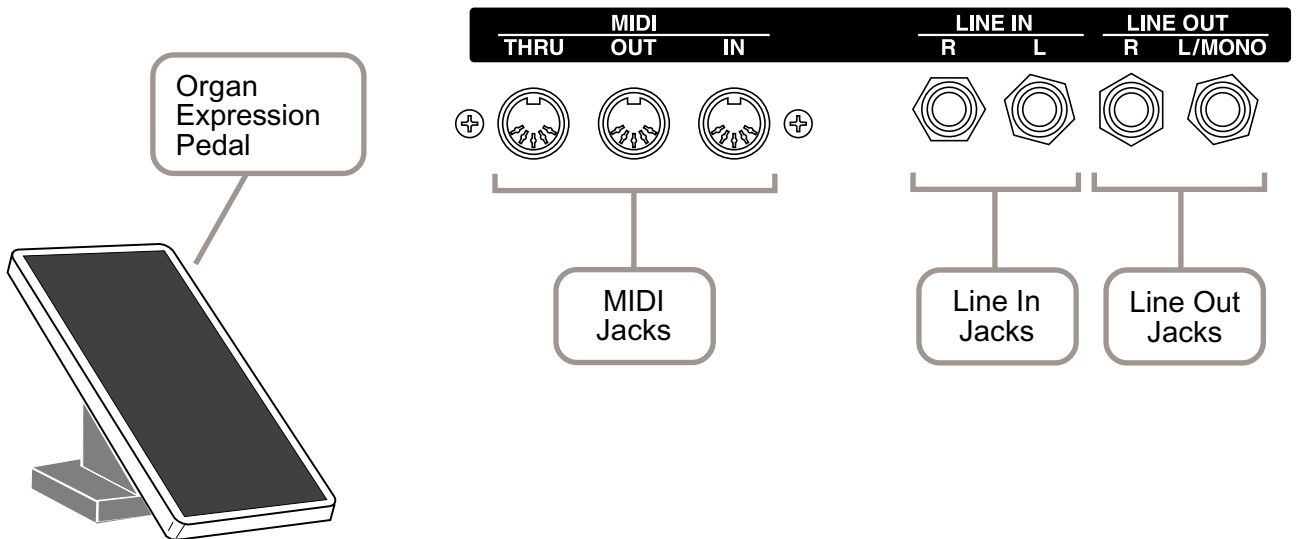 MIDI
THRU OUT IN
LINE IN
R L
LINE OUT
R L/MONO
Organ
Expression
Pedal
MIDI
Jacks
Line In
Jacks
Line Out
Jacks